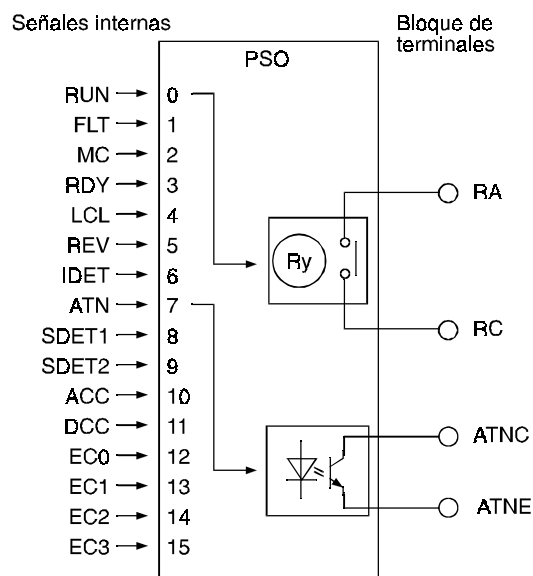 Señales internas
Bloque de
terminales
PSO
RUN 0
FLT 1
MC 2
RDY 3
LCL 4
REV 5
IDET 6
ATN 7
SDET1 8
SDET2 9
ACC 10
DCC 11
EC0 12
EC1 13
EC2 14
EC3 15
RA
Ry
RC
ATNC
ATNE